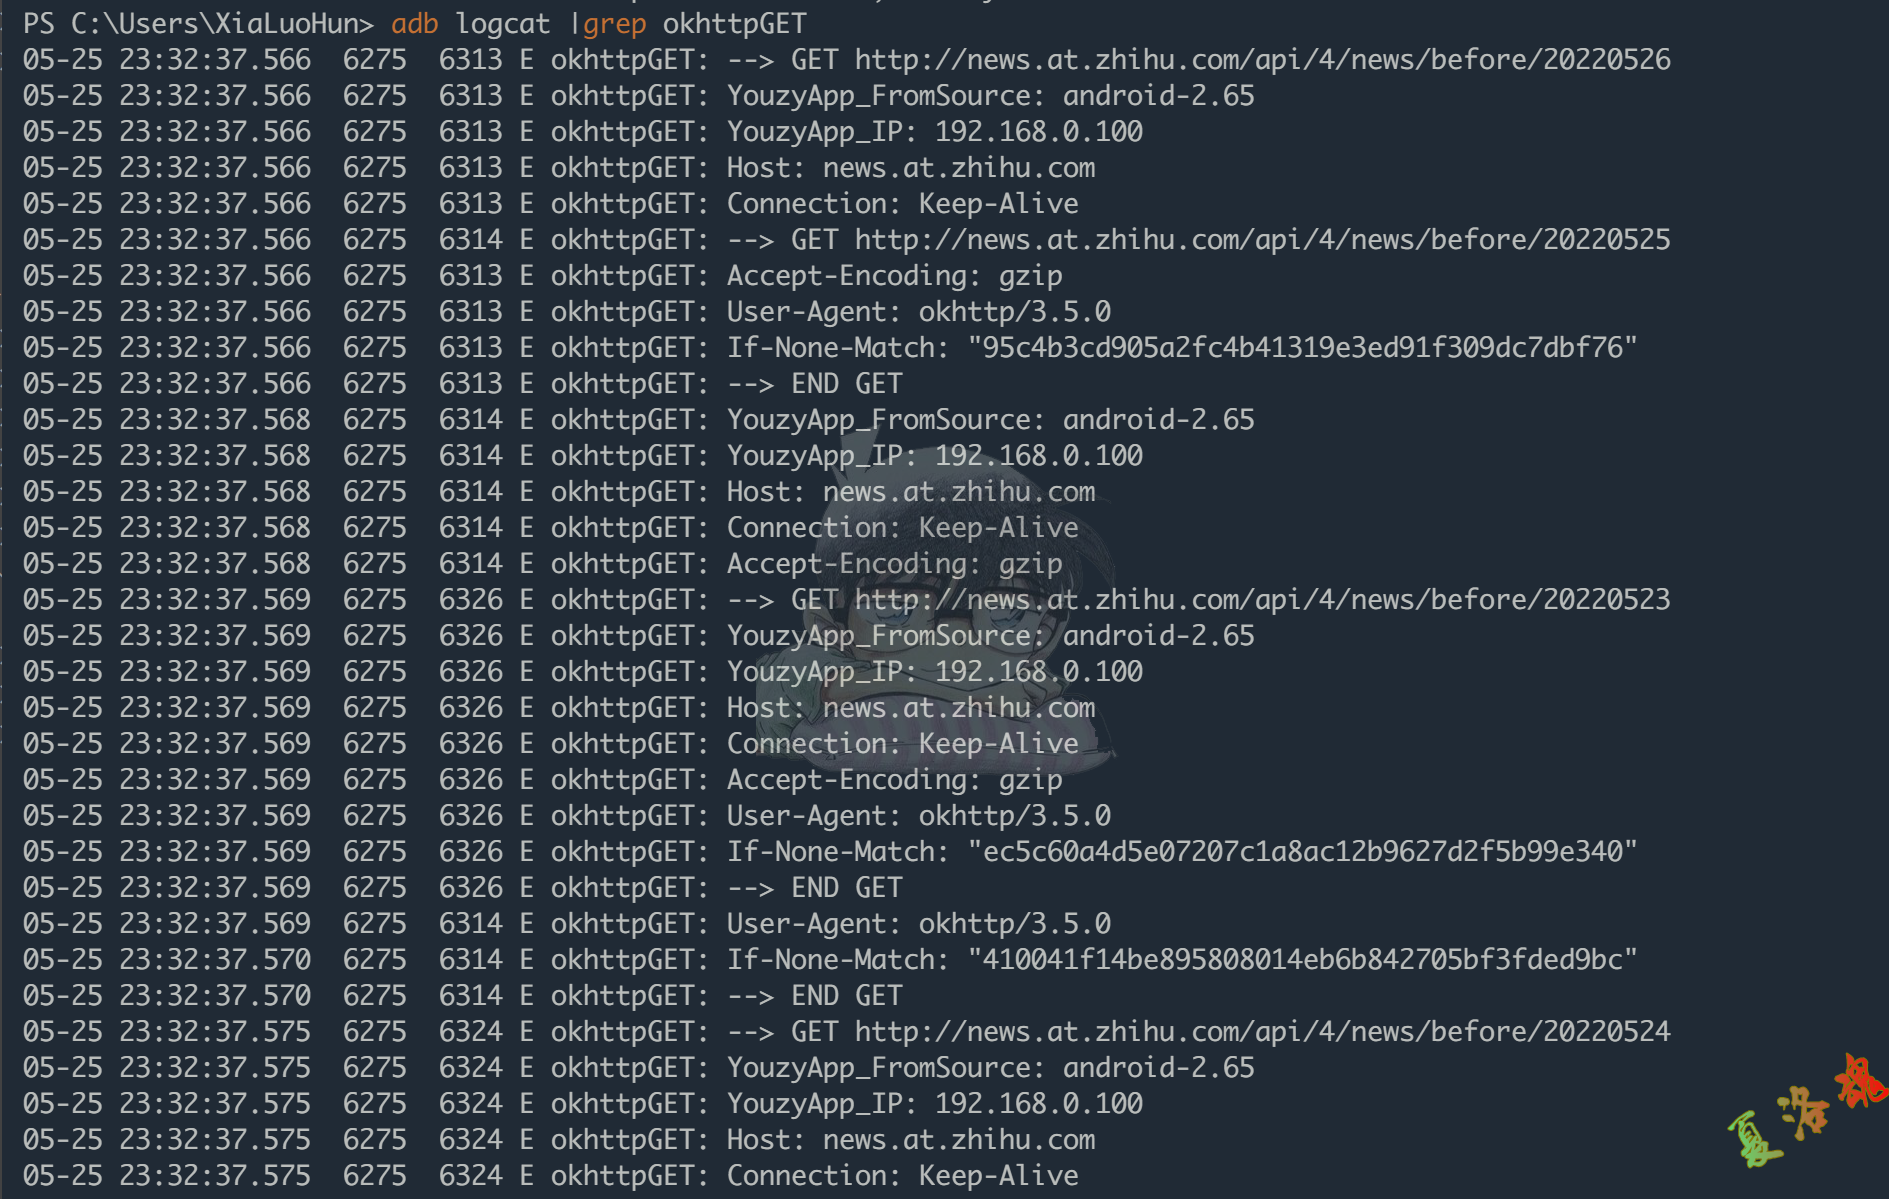 PS C:\Users\XiaLuoHun> adb logcat |grep okhttpGET
05-25 23:32:37.566  6275  6313 E okhttpGET: --> GET http://news.at.zhihu.com/api/4/news/before/20220526
05-25 23:32:37.566  6275  6313 E okhttpGET: YouzyApp_FromSource: android-2.65
05-25 23:32:37.566  6275  6313 E okhttpGET: YouzyApp_IP: 192.168.0.100
05-25 23:32:37.566  6275  6313 E okhttpGET: Host: news.at.zhihu.com
05-25 23:32:37.566  6275  6313 E okhttpGET: Connection: Keep-Alive
05-25 23:32:37.566  6275  6314 E okhttpGET: --> GET http://news.at.zhihu.com/api/4/news/before/20220525
05-25 23:32:37.566  6275  6313 E okhttpGET: Accept-Encoding: gzip
05-25 23:32:37.566  6275  6313 E okhttpGET: User-Agent: okhttp/3.5.0
05-25 23:32:37.566  6275  6313 E okhttpGET: If-None-Match: "95c4b3cd905a2fc4b41319e3ed91f309dc7dbf76"
05-25 23:32:37.566  6275  6313 E okhttpGET: --> END GET
05-25 23:32:37.568  6275  6314 E okhttpGET: YouzyApp_FromSource: android-2.65
05-25 23:32:37.568  6275  6314 E okhttpGET: YouzyApp_IP: 192.168.0.100
05-25 23:32:37.568  6275  6314 E okhttpGET: Host: news.at.zhihu.com
05-25 23:32:37.568  6275  6314 E okhttpGET: Connection: Keep-Alive
05-25 23:32:37.568  6275  6314 E okhttpGET: Accept-Encoding: gzip
05-25 23:32:37.569  6275  6326 E okhttpGET: --> GET http://news.at.zhihu.com/api/4/news/before/20220523
05-25 23:32:37.569  6275  6326 E okhttpGET: YouzyApp_FromSource: android-2.65
05-25 23:32:37.569  6275  6326 E okhttpGET: YouzyApp_IP: 192.168.0.100
05-25 23:32:37.569  6275  6326 E okhttpGET: Host: news.at.zhihu.com
05-25 23:32:37.569  6275  6326 E okhttpGET: Connection: Keep-Alive
05-25 23:32:37.569  6275  6326 E okhttpGET: Accept-Encoding: gzip
05-25 23:32:37.569  6275  6326 E okhttpGET: User-Agent: okhttp/3.5.0
05-25 23:32:37.569  6275  6326 E okhttpGET: If-None-Match: "ec5c60a4d5e07207c1a8ac12b9627d2f5b99e340"
05-25 23:32:37.569  6275  6326 E okhttpGET: --> END GET
05-25 23:32:37.569  6275  6314 E okhttpGET: User-Agent: okhttp/3.5.0
05-25 23:32:37.570  6275  6314 E okhttpGET: If-None-Match: "410041f14be895808014eb6b842705bf3fded9bc"
05-25 23:32:37.570  6275  6314 E okhttpGET: --> END GET
05-25 23:32:37.575  6275  6324 E okhttpGET: --> GET http://news.at.zhihu.com/api/4/news/before/20220524
05-25 23:32:37.575  6275  6324 E okhttpGET: YouzyApp_FromSource: android-2.65
05-25 23:32:37.575  6275  6324 E okhttpGET: YouzyApp_IP: 192.168.0.100
05-25 23:32:37.575  6275  6324 E okhttpGET: Host: news.at.zhihu.com
05-25 23:32:37.575  6275  6324 E okhttpGET: Connection: Keep-Alive
夏洛魂